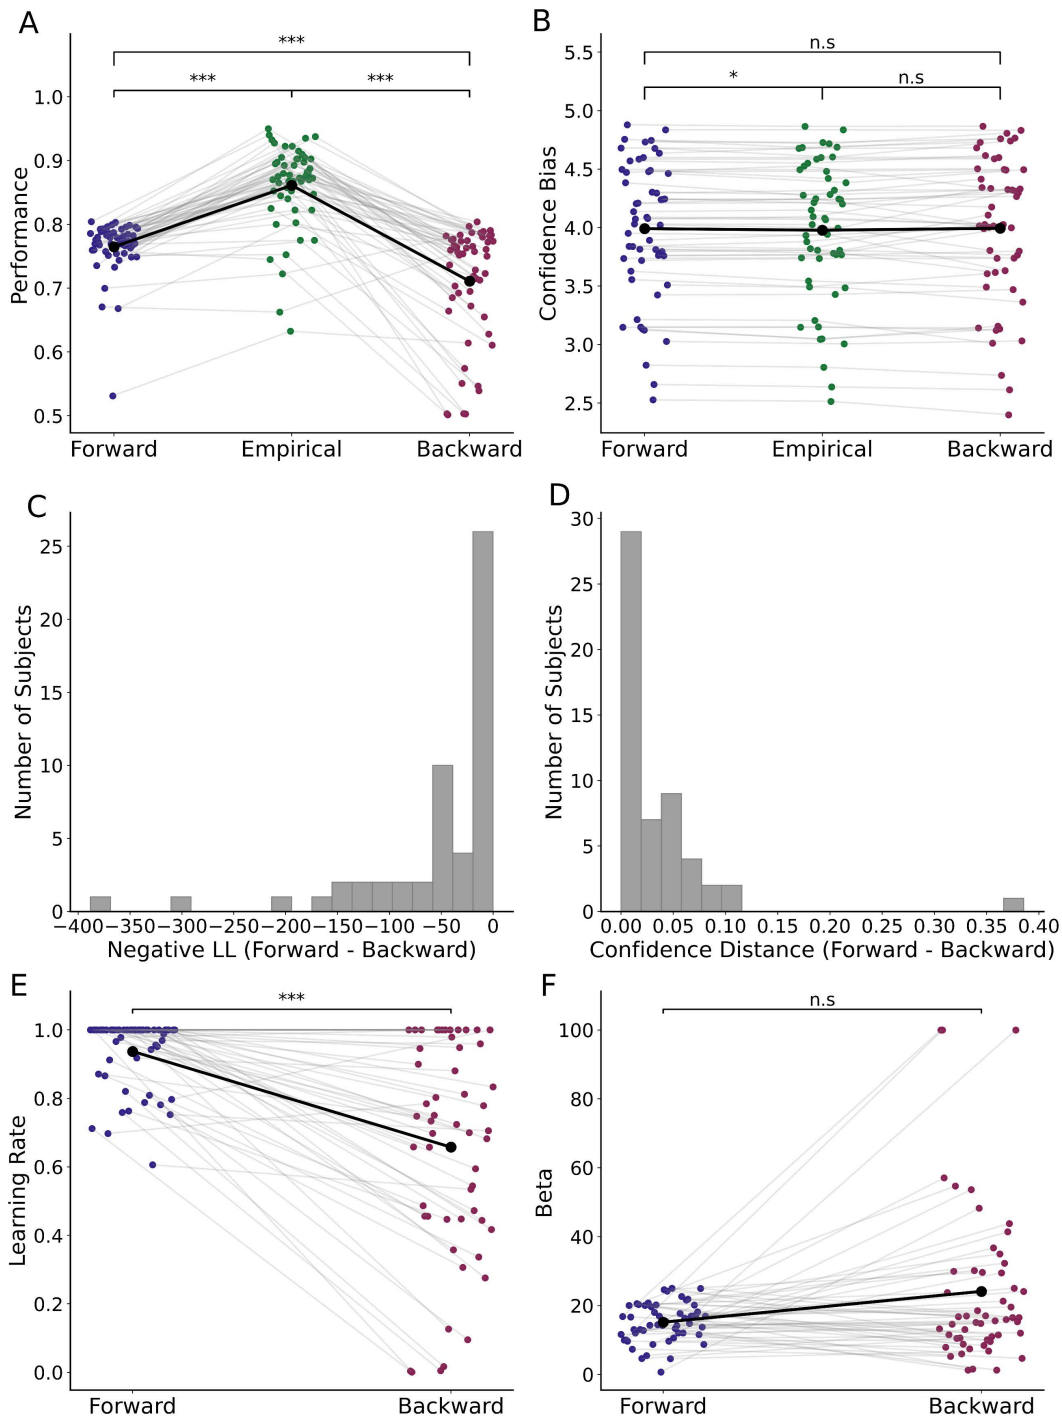 A
***
***
***
Performance
1.0
0.9
0.8
0.7
0.6
0.5
Forward
Empirical
Backward
B
n.s
*
n.s
Confidence Bias
5.5
5.0
4.5
4.0
3.5
3.0
2.5
Forward
Empirical
Backward
C
Number of Subjects
25
20
15
10
5
0
−400 −350 −300 −250 −200 −150 −100 −50 0
Negative LL (Forward - Backward)
D
Number of Subjects
30
25
20
15
10
5
0
0.00 0.05 0.10 0.15 0.20 0.25 0.30 0.35 0.40
Confidence Distance (Forward - Backward)
E
***
Learning Rate
1.0
0.8
0.6
0.4
0.2
0.0
Forward
Backward
F
n.s
Beta
100
80
60
40
20
0
Forward
Backward